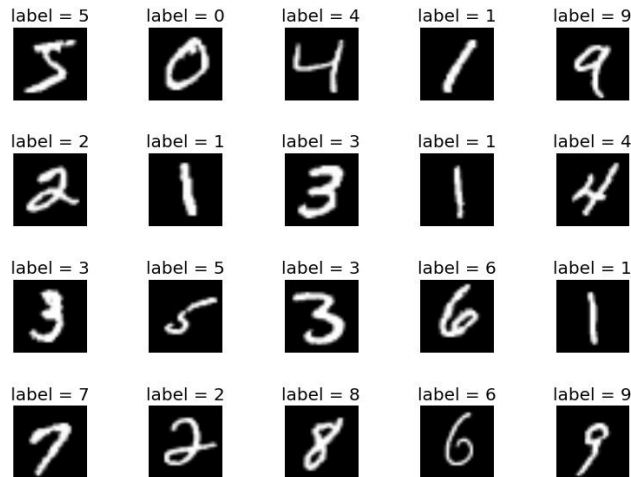 label = 5 label = 0 label = 4 label = 1 label = 9
5 0 4 1 9
label = 2 label = 1 label = 3 label = 1 label = 4
2 1 3 1 4
label = 3 label = 5 label = 3 label = 6 label = 1
3 5 3 6 1
label = 7 label = 2 label = 8 label = 6 label = 9
7 2 8 6 9